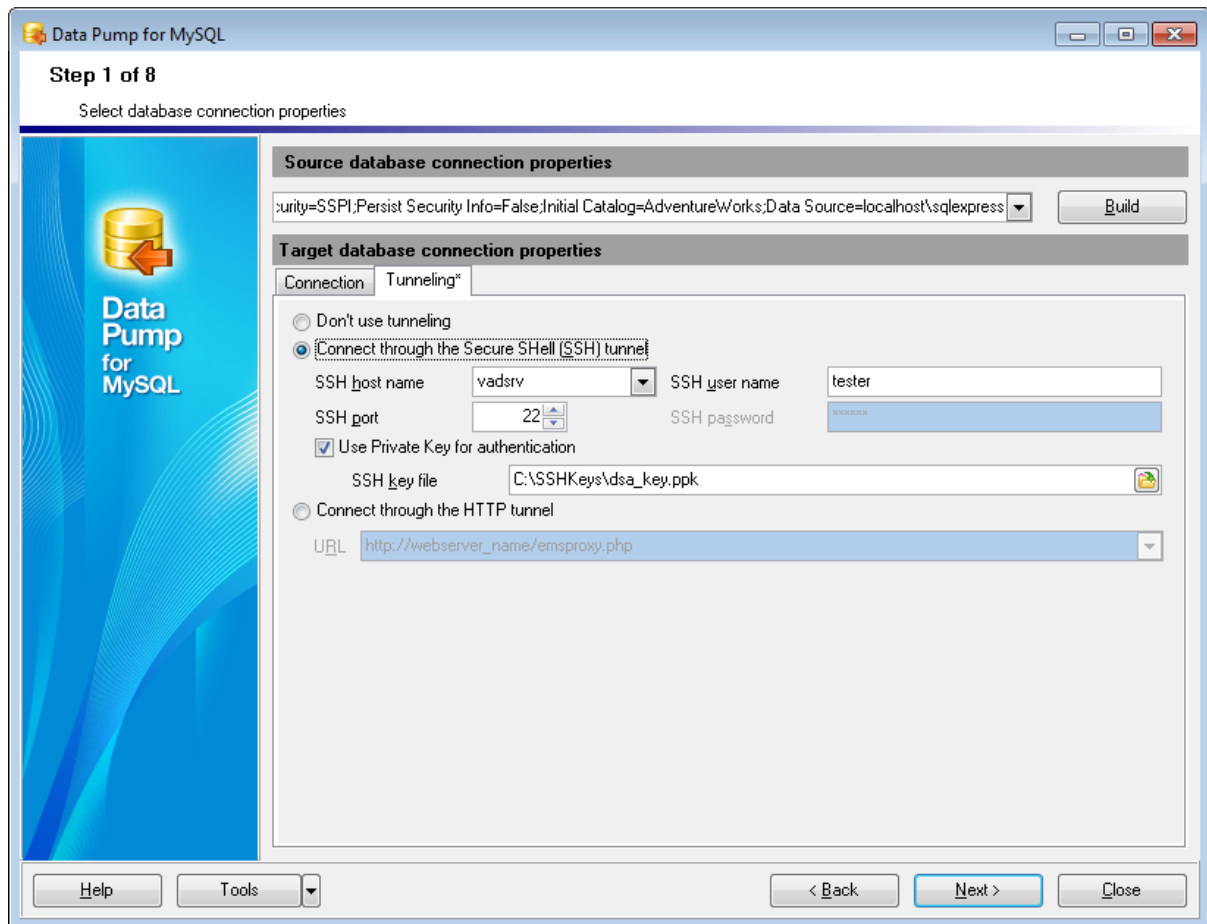 Data Pump for MySQL
Step 1 of 8
Select database connection properties
Data
Pump
for
MySQL
Source database connection properties
:urity=SSPI;Persist Security Info=False;Initial Catalog=AdventureWorks;Data Source=localhost\sqlexpress
Build
Target database connection properties
Connection Tunneling*
Don't use tunneling
Connect through the Secure SHell (SSH) tunnel
SSH host name vadsrv SSH user name tester
SSH port 22 SSH password ××××××
Use Private Key for authentication
SSH key file C:\SSHKeys\dsa_key.ppk
Connect through the HTTP tunnel
URL http://webserver_name/emsproxy.php
Help Tools < Back Next > Close